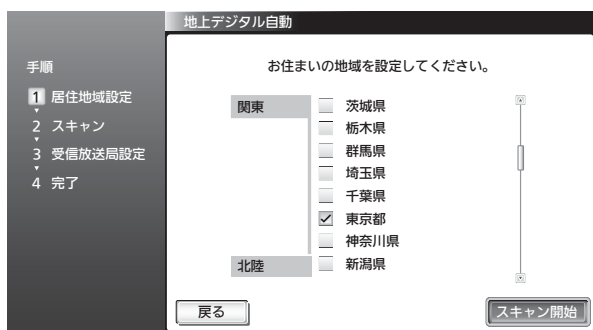 地上デジタル自動
手順
1 居住地域設定
2 スキャン
3 受信放送局設定
4 完了
お住まいの地域を設定してください。
関東
茨城県
栃木県
群馬県
埼玉県
千葉県
東京都
神奈川県
北陸
新潟県
戻る
スキャン開始